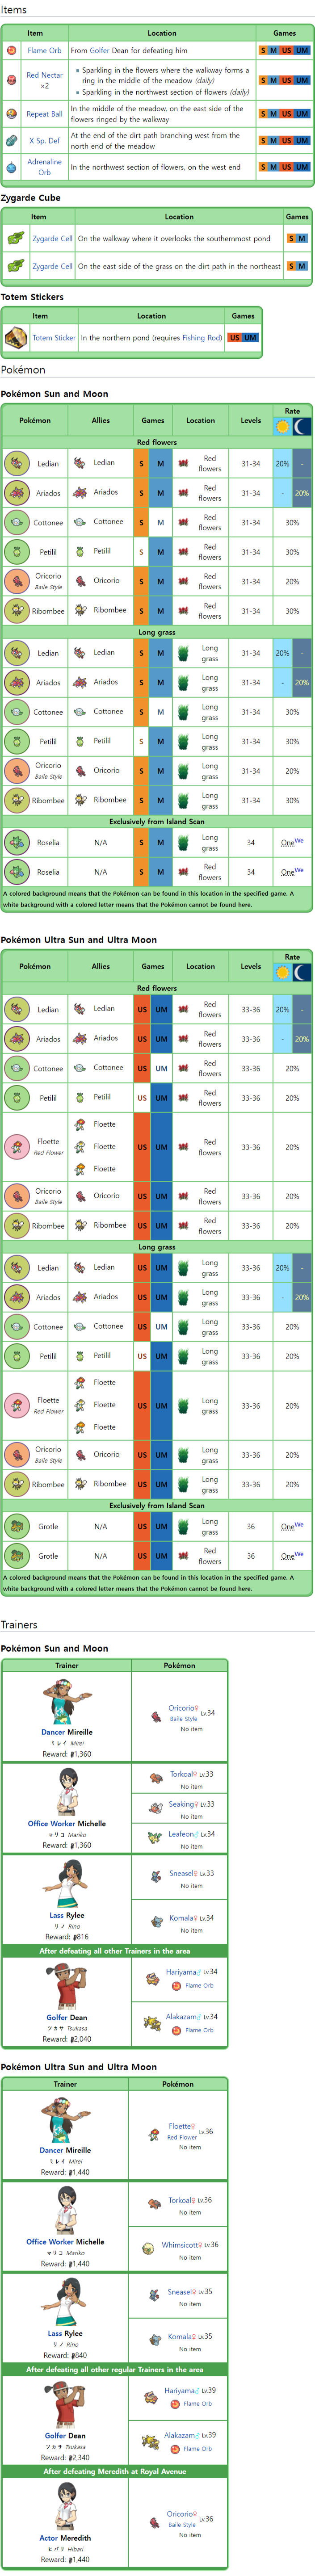 Items
Item Location Games
Flame Orb From Golfer Dean for defeating him S M US UM
Red Nectar ×2
Sparkling in the flowers where the walkway forms a ring in the middle of the meadow (daily)
Sparkling in the northwest section of flowers (daily)
S M US UM
Repeat Ball In the middle of the meadow, on the east side of the flowers ringed by the walkway S M US UM
X Sp. Def At the end of the dirt path branching west from the north end of the meadow S M US UM
Adrenaline Orb In the northwest section of flowers, on the west end S M US UM
Zygarde Cube
Item Location Games
Zygarde Cell On the walkway where it overlooks the southernmost pond S M
Zygarde Cell On the east side of the grass on the dirt path in the northeast S M
Totem Stickers
Item Location Games
Totem Sticker In the northern pond (requires Fishing Rod) US UM
Pokémon
Pokémon Sun and Moon
Pokémon Allies Games Location Levels Rate
Red flowers
Ledian Ledian S M Red flowers 31-34 20% -
Ariados Ariados S M Red flowers 31-34 - 20%
Cottonee Cottonee S M Red flowers 31-34 30%
Petilil Petilil S M Red flowers 31-34 30%
Oricorio Baile Style Oricorio S M Red flowers 31-34 20%
Ribombee Ribombee S M Red flowers 31-34 30%
Long grass
Ledian Ledian S M Long grass 31-34 20% -
Ariados Ariados S M Long grass 31-34 - 20%
Cottonee Cottonee S M Long grass 31-34 30%
Petilil Petilil S M Long grass 31-34 30%
Oricorio Baile Style Oricorio S M Long grass 31-34 20%
Ribombee Ribombee S M Long grass 31-34 30%
Exclusively from Island Scan
Roselia N/A S M Long grass 34 One We
Roselia N/A S M Red flowers 34 One We
A colored background means that the Pokémon can be found in this location in the specified game. A
white background with a colored letter means that the Pokémon cannot be found here.
Pokémon Ultra Sun and Ultra Moon
Pokémon Allies Games Location Levels Rate
Red flowers
Ledian Ledian US UM Red flowers 33-36 20% -
Ariados Ariados US UM Red flowers 33-36 - 20%
Cottonee Cottonee US UM Red flowers 33-36 20%
Petilil Petilil US UM Red flowers 33-36 20%
Floette Red Flower Floette Floette Floette US UM Red flowers 33-36 20%
Oricorio Baile Style Oricorio US UM Red flowers 33-36 20%
Ribombee Ribombee US UM Red flowers 33-36 20%
Long grass
Ledian Ledian US UM Long grass 33-36 20% -
Ariados Ariados US UM Long grass 33-36 - 20%
Cottonee Cottonee US UM Long grass 33-36 20%
Petilil Petilil US UM Long grass 33-36 20%
Floette Red Flower Floette Floette Floette US UM Long grass 33-36 20%
Oricorio Baile Style Oricorio US UM Long grass 33-36 20%
Ribombee Ribombee US UM Long grass 33-36 20%
Exclusively from Island Scan
Grotle N/A US UM Long grass 36 One We
Grotle N/A US UM Red flowers 36 One We
A colored background means that the Pokémon can be found in this location in the specified game. A
white background with a colored letter means that the Pokémon cannot be found here.
Trainers
Pokémon Sun and Moon
Trainer Pokémon
Dancer Mireille
ミレイ Mirei
Reward: 1,360
Oricorio♀ Lv.34
Baile Style
No item
Office Worker Michelle
マリコ Mariko
Reward: 1,360
Torkoal♀ Lv.33
No item
Seaking♀ Lv.33
No item
Leafeon♂ Lv.34
No item
Lass Rylee
リノ Rino
Reward: 816
Sneasel♀ Lv.33
No item
Komala♀ Lv.34
No item
After defeating all other Trainers in the area
Golfer Dean
ツカサ Tsukasa
Reward: 2,040
Hariyama♂ Lv.34
Flame Orb
Alakazam♂ Lv.34
Flame Orb
Pokémon Ultra Sun and Ultra Moon
Trainer Pokémon
Dancer Mireille
ミレイ Mirei
Reward: 1,440
Floette♀ Lv.36
Red Flower
No item
Office Worker Michelle
マリコ Mariko
Reward: 1,440
Torkoal♀ Lv.36
No item
Whimsicott♀ Lv.36
No item
Lass Rylee
リノ Rino
Reward: 840
Sneasel♀ Lv.35
No item
Komala♀ Lv.35
No item
After defeating all other regular Trainers in the area
Golfer Dean
ツカサ Tsukasa
Reward: 2,340
Hariyama♂ Lv.39
Flame Orb
Alakazam♂ Lv.39
Flame Orb
After defeating Meredith at Royal Avenue
Actor Meredith
ヒバリ Hibari
Reward: 1,440
Oricorio♀ Lv.36
Baile Style
No item